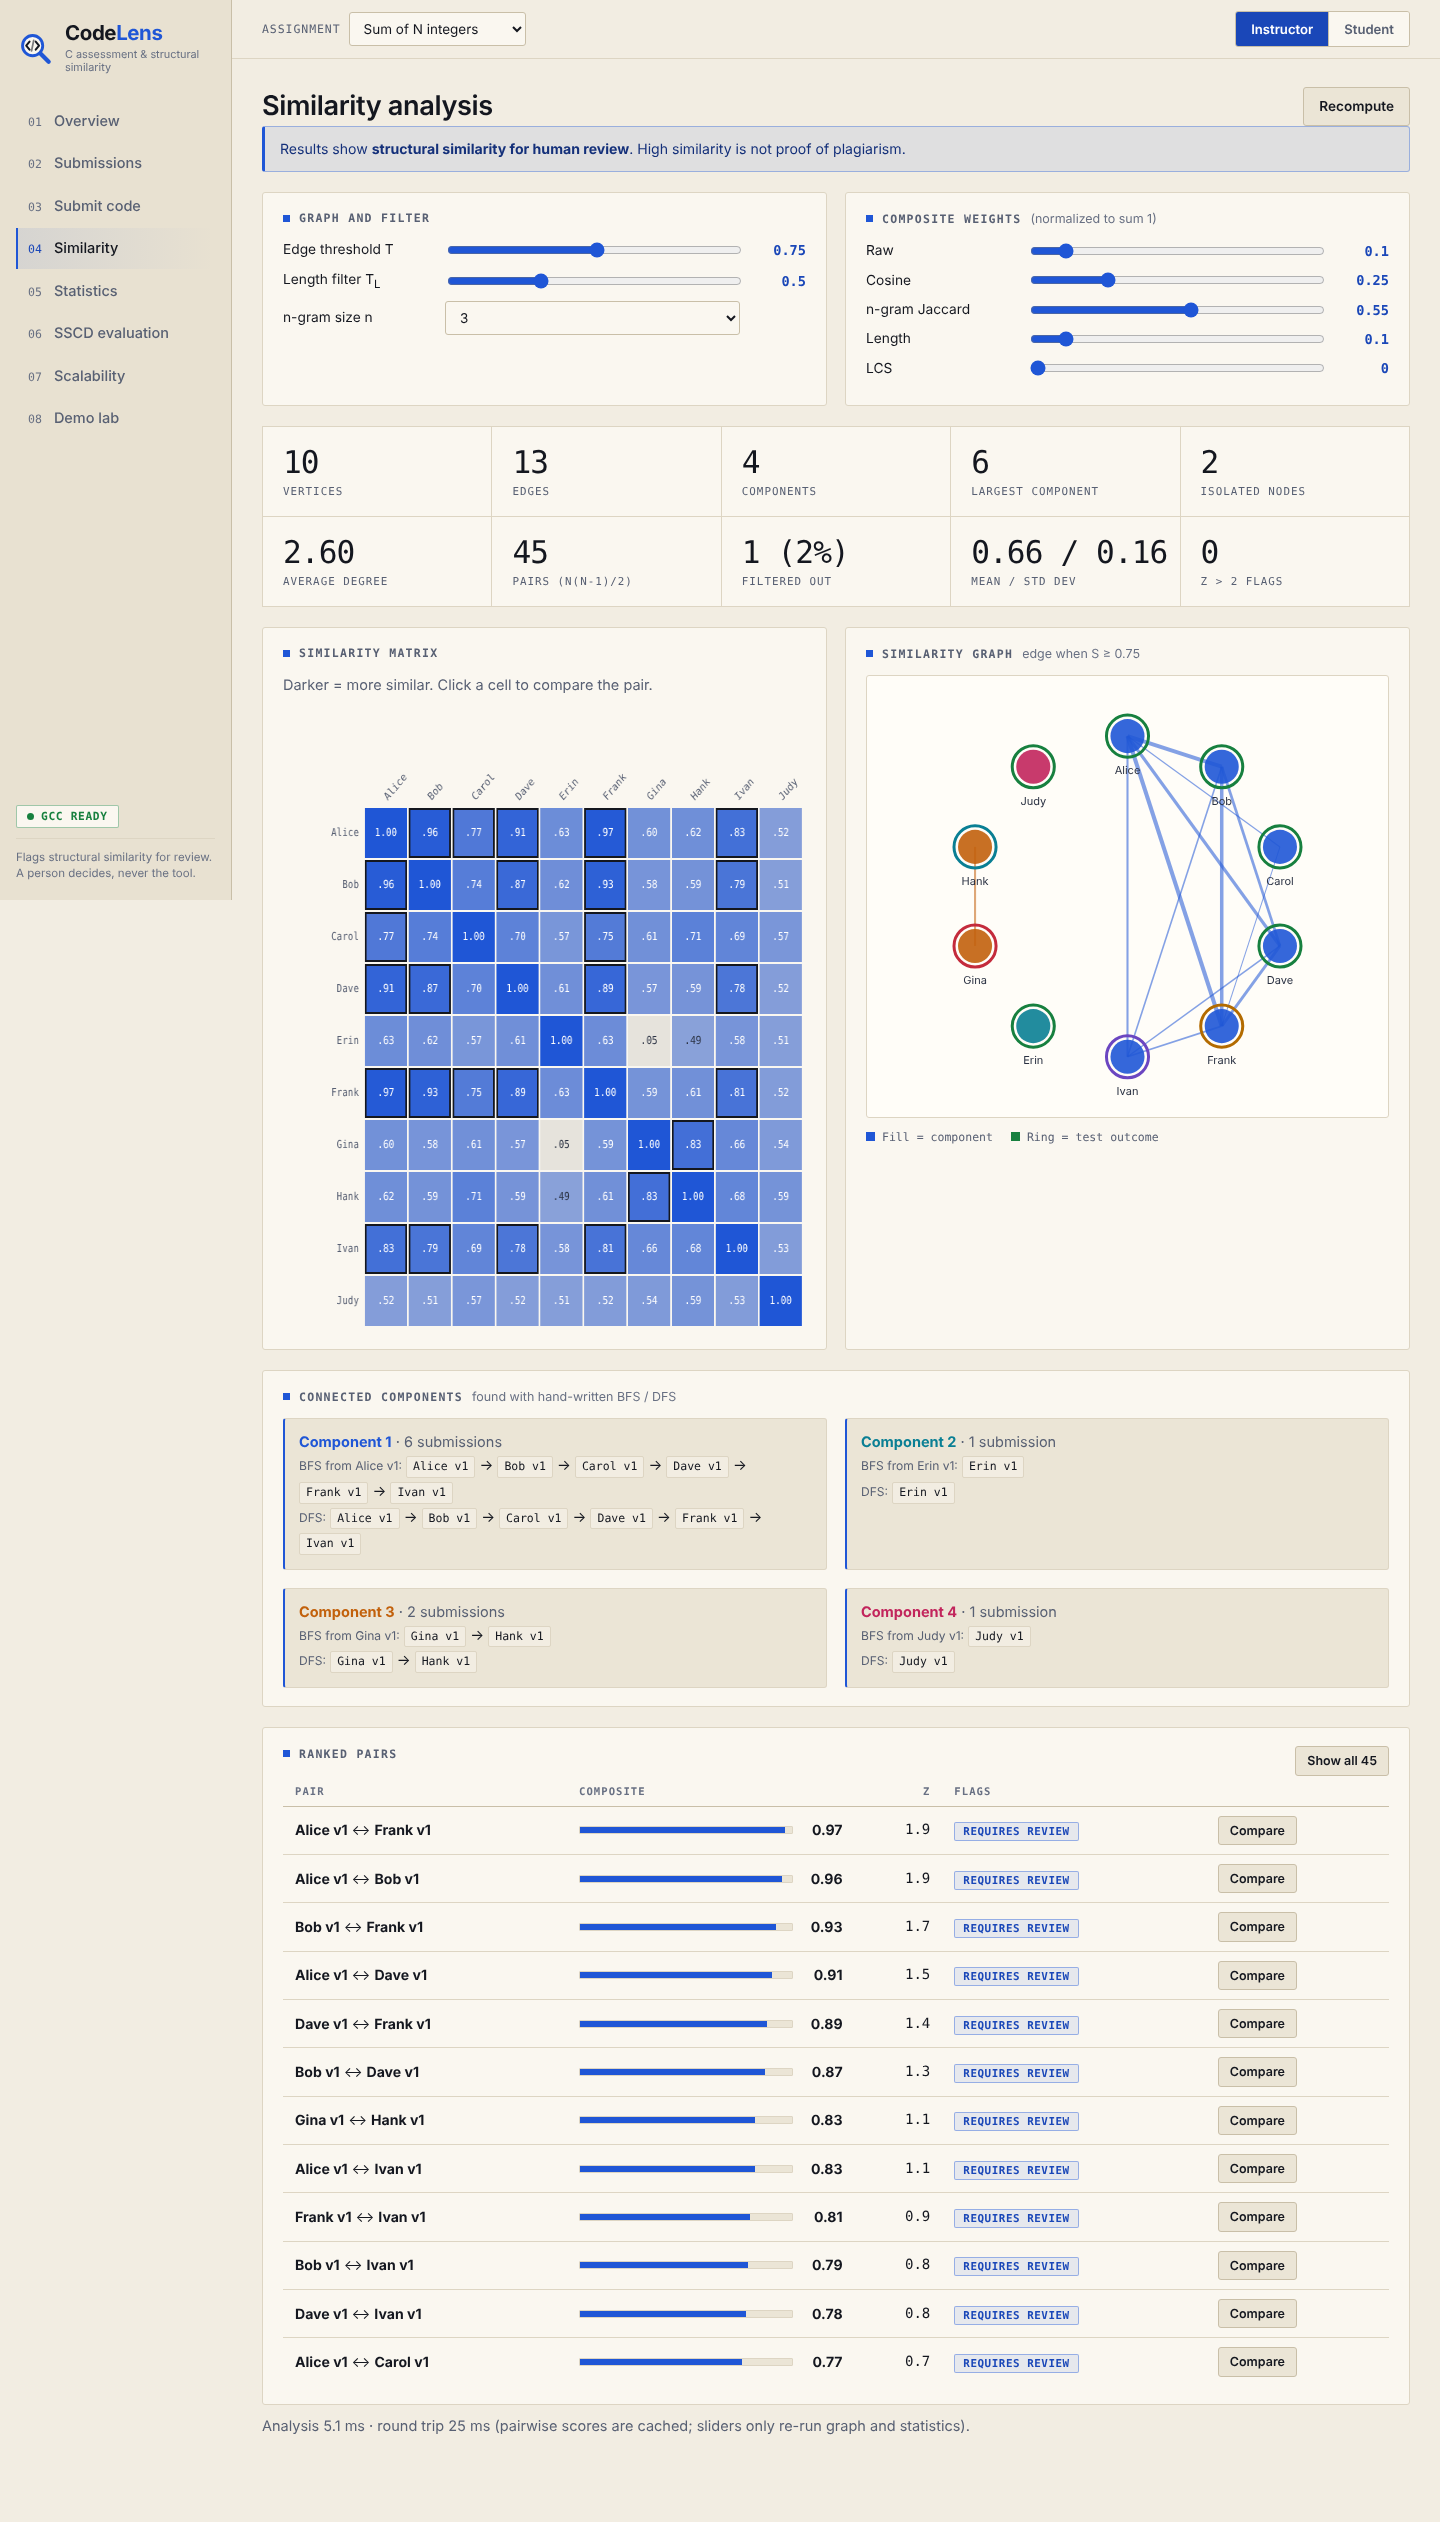 CodeLens
C assessment & structural
similarity
01 Overview
02 Submissions
03 Submit code
04 Similarity
05 Statistics
06 SSCD evaluation
07 Scalability
08 Demo lab
GCC READY
Flags structural similarity for review.
A person decides, never the tool.
ASSIGNMENT Sum of N integers Instructor Student
Similarity analysis Recompute
Results show structural similarity for human review. High similarity is not proof of plagiarism.
GRAPH AND FILTER
Edge threshold T 0.75
Length filter TL 0.5
n-gram size n 3
COMPOSITE WEIGHTS (normalized to sum 1)
Raw 0.1
Cosine 0.25
n-gram Jaccard 0.55
Length 0.1
LCS 0
10 13 4 6 2
VERTICES EDGES COMPONENTS LARGEST COMPONENT ISOLATED NODES
2.60 45 1 (2%) 0.66 / 0.16 0
AVERAGE DEGREE PAIRS (N(N-1)/2) FILTERED OUT MEAN / STD DEV Z > 2 FLAGS
SIMILARITY MATRIX
Darker = more similar. Click a cell to compare the pair.
Alice Bob Carol Dave Erin Frank Gina Hank Ivan Judy
Alice 1.00 .96 .77 .91 .63 .97 .60 .62 .83 .52
Bob .96 1.00 .74 .87 .62 .93 .58 .59 .79 .51
Carol .77 .74 1.00 .70 .57 .75 .61 .71 .69 .57
Dave .91 .87 .70 1.00 .61 .89 .57 .59 .78 .52
Erin .63 .62 .57 .61 1.00 .63 .05 .49 .58 .51
Frank .97 .93 .75 .89 .63 1.00 .59 .61 .81 .52
Gina .60 .58 .61 .57 .05 .59 1.00 .83 .66 .54
Hank .62 .59 .71 .59 .49 .61 .83 1.00 .68 .59
Ivan .83 .79 .69 .78 .58 .81 .66 .68 1.00 .53
Judy .52 .51 .57 .52 .51 .52 .54 .59 .53 1.00
SIMILARITY GRAPH edge when S ≥ 0.75
Alice
Judy Bob
Hank Carol
Gina Dave
Erin Frank
Ivan
Fill = component Ring = test outcome
CONNECTED COMPONENTS found with hand-written BFS / DFS
Component 1 · 6 submissions
BFS from Alice v1: Alice v1 → Bob v1 → Carol v1 → Dave v1 →
Frank v1 → Ivan v1
DFS: Alice v1 → Bob v1 → Carol v1 → Dave v1 → Frank v1 →
Ivan v1
Component 2 · 1 submission
BFS from Erin v1: Erin v1
DFS: Erin v1
Component 3 · 2 submissions
BFS from Gina v1: Gina v1 → Hank v1
DFS: Gina v1 → Hank v1
Component 4 · 1 submission
BFS from Judy v1: Judy v1
DFS: Judy v1
RANKED PAIRS Show all 45
PAIR COMPOSITE Z FLAGS
Alice v1 ↔ Frank v1 0.97 1.9 REQUIRES REVIEW Compare
Alice v1 ↔ Bob v1 0.96 1.9 REQUIRES REVIEW Compare
Bob v1 ↔ Frank v1 0.93 1.7 REQUIRES REVIEW Compare
Alice v1 ↔ Dave v1 0.91 1.5 REQUIRES REVIEW Compare
Dave v1 ↔ Frank v1 0.89 1.4 REQUIRES REVIEW Compare
Bob v1 ↔ Dave v1 0.87 1.3 REQUIRES REVIEW Compare
Gina v1 ↔ Hank v1 0.83 1.1 REQUIRES REVIEW Compare
Alice v1 ↔ Ivan v1 0.83 1.1 REQUIRES REVIEW Compare
Frank v1 ↔ Ivan v1 0.81 0.9 REQUIRES REVIEW Compare
Bob v1 ↔ Ivan v1 0.79 0.8 REQUIRES REVIEW Compare
Dave v1 ↔ Ivan v1 0.78 0.8 REQUIRES REVIEW Compare
Alice v1 ↔ Carol v1 0.77 0.7 REQUIRES REVIEW Compare
Analysis 5.1 ms · round trip 25 ms (pairwise scores are cached; sliders only re-run graph and statistics).